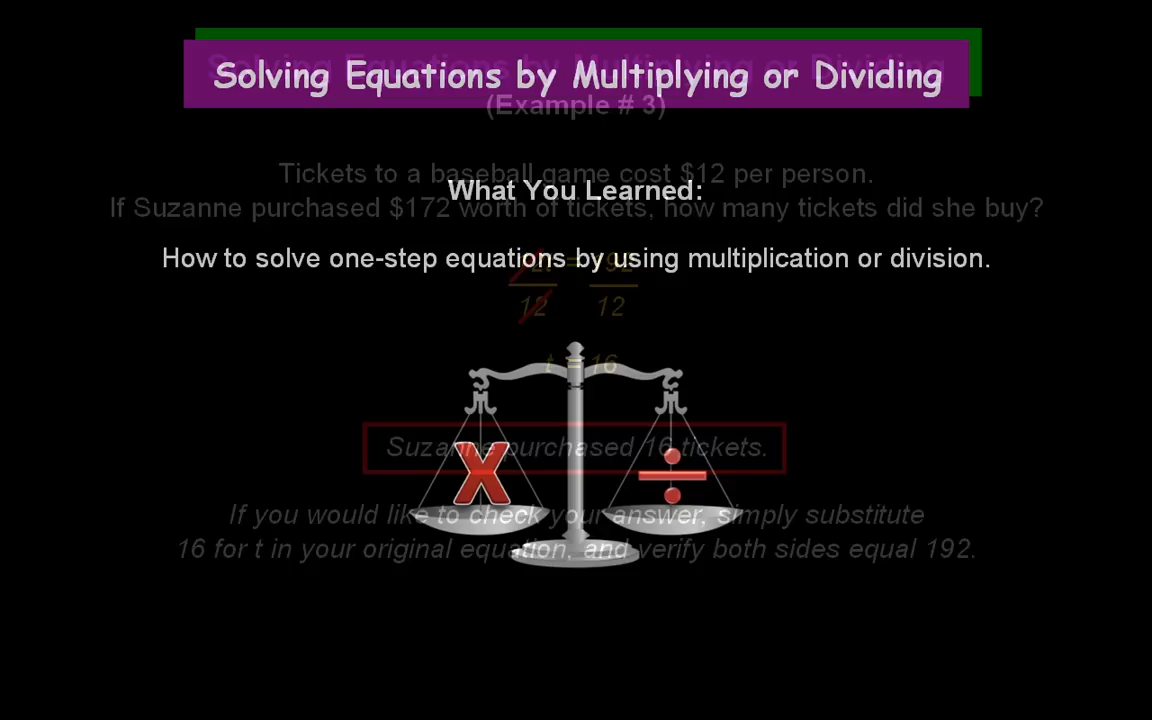 Solving Equations by Multiplying or Dividing
(Example # 3)
Tickets to a baseball game cost $12 per person.
What You Learned:
If Suzanne purchased $172 worth of tickets, how many tickets did she buy?
How to solve one-step equations by using multiplication or division.
= 192
12 12
t = 16
X ÷
Suzanne purchased 16 tickets.
If you would like to check your answer, simply substitute
16 for t in your original equation, and verify both sides equal 192.